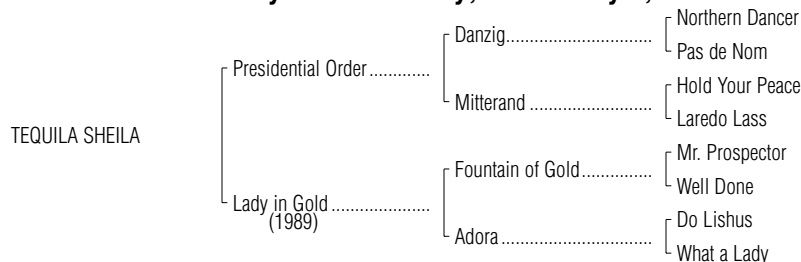 Northern Dancer
Danzig
Pas de Nom
Presidential Order
Hold Your Peace
Mitterand
Laredo Lass
TEQUILA SHEILA
Mr. Prospector
Fountain of Gold
Well Done
Lady in Gold
(1989)
Do Lishus
Adora
What a Lady